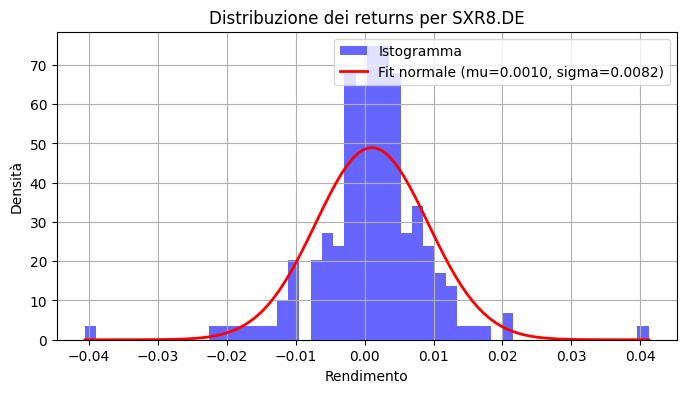 Distribuzione dei returns per SXR8.DE
Istogramma
Fit normale (mu=0.0010, sigma=0.0082)
Densità
70
60
50
40
30
20
10
0
−0.04 −0.03 −0.02 −0.01 0.00 0.01 0.02 0.03 0.04
Rendimento